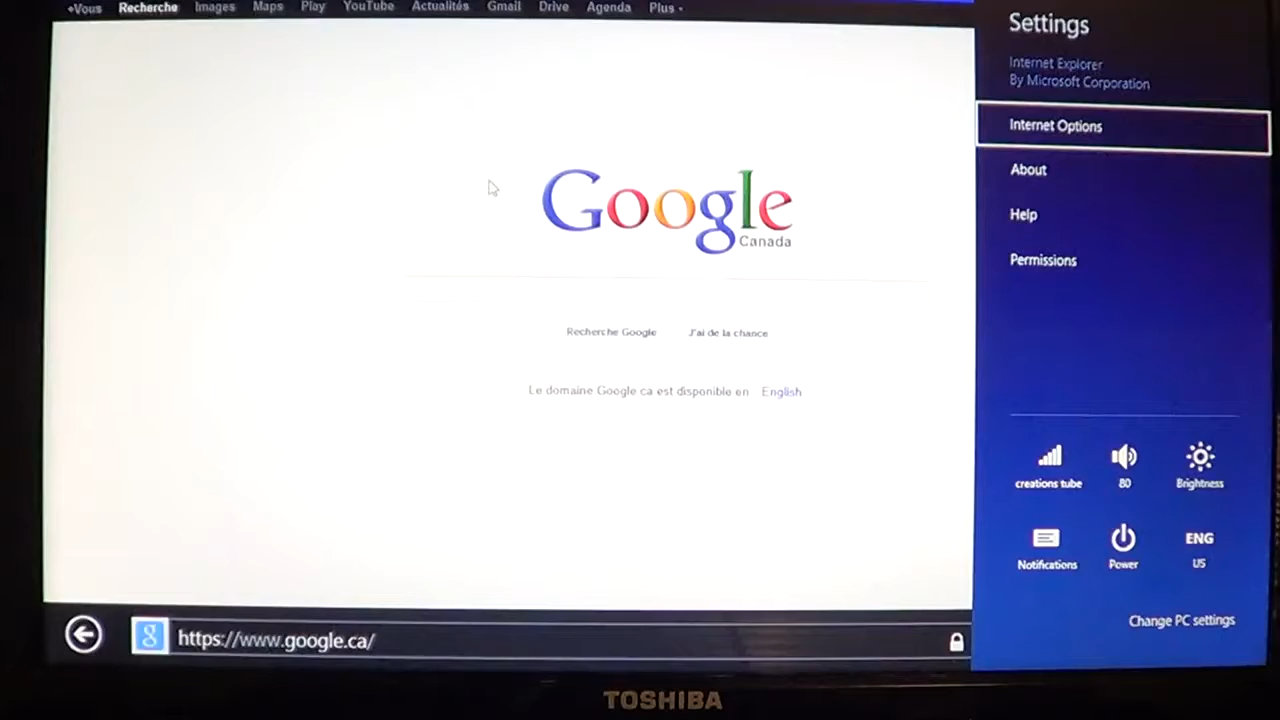 +Vous Recherche Images Maps Play YouTube Actualités Gmail Drive Agenda Plus
Google
Canada
Recherche Google J'ai de la chance
Le domaine Google ca est disponible en English
https://www.google.ca/
Settings
Internet Explorer
By Microsoft Corporation
Internet Options
About
Help
Permissions
creations tube 80 Brightness
ENG
Notifications Power US
Change PC settings
TOSHIBA